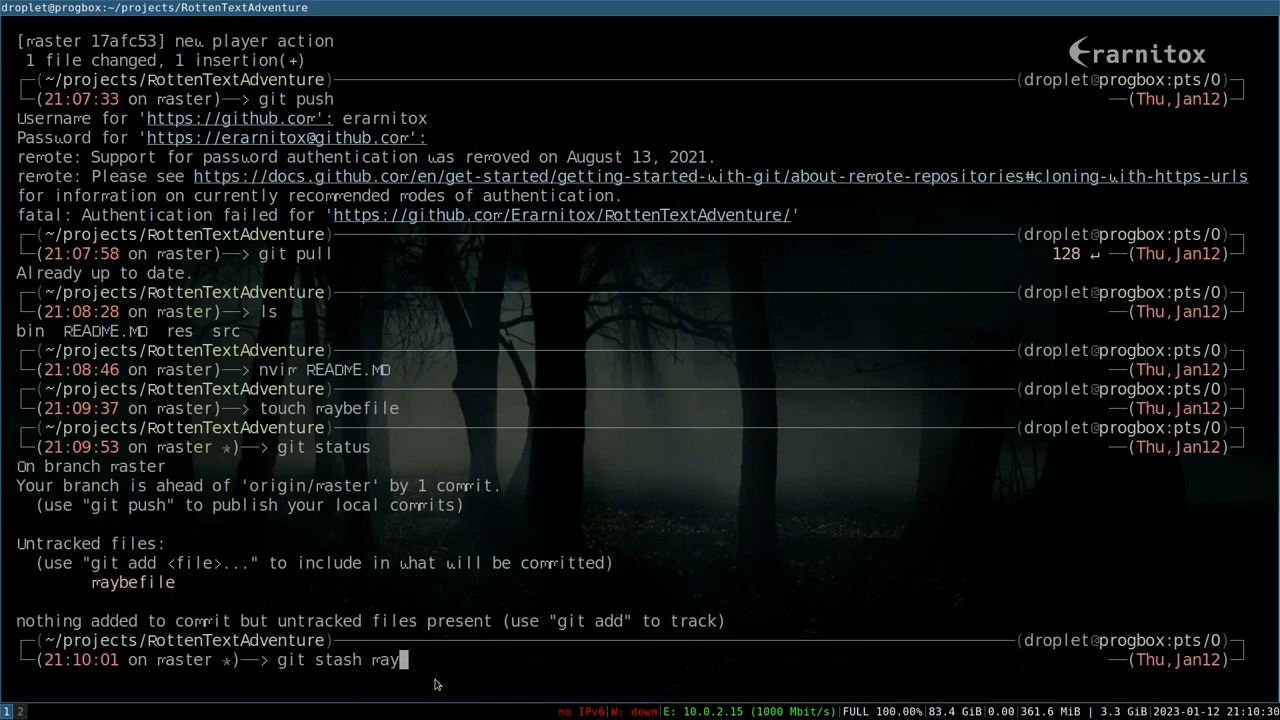 droplet@progbox:~/projects/RottenTextAdventure
[master 17afc53] new player action
1 file changed, 1 insertion(+)
Erarnitox
(~/projects/RottenTextAdventure) (droplet@progbox:pts/0)
(21:07:33 on master)──> git push ──(Thu,Jan12)
Username for 'https://github.com': erarnitox
Password for 'https://erarnitox@github.com':
remote: Support for password authentication was removed on August 13, 2021.
remote: Please see https://docs.github.com/en/get-started/getting-started-with-git/about-remote-repositories#cloning-with-https-urls
for information on currently recommended modes of authentication.
fatal: Authentication failed for 'https://github.com/Erarnitox/RottenTextAdventure/'
(~/projects/RottenTextAdventure) (droplet@progbox:pts/0)
(21:07:58 on master)──> git pull 128 ↵ ──(Thu,Jan12)
Already up to date.
(~/projects/RottenTextAdventure) (droplet@progbox:pts/0)
(21:08:28 on master)──> ls ──(Thu,Jan12)
bin README.MD res src
(~/projects/RottenTextAdventure) (droplet@progbox:pts/0)
(21:08:46 on master)──> nvim README.MD ──(Thu,Jan12)
(~/projects/RottenTextAdventure) (droplet@progbox:pts/0)
(21:09:37 on master)──> touch maybefile ──(Thu,Jan12)
(~/projects/RottenTextAdventure) (droplet@progbox:pts/0)
(21:09:53 on master *)──> git status ──(Thu,Jan12)
On branch master
Your branch is ahead of 'origin/master' by 1 commit.
(use "git push" to publish your local commits)
Untracked files:
(use "git add <file>..." to include in what will be committed)
maybefile
nothing added to commit but untracked files present (use "git add" to track)
(~/projects/RottenTextAdventure) (droplet@progbox:pts/0)
(21:10:01 on master *)──> git stash may ──(Thu,Jan12)
1 2 no IPv6|W: down|E: 10.0.2.15 (1000 Mbit/s)|FULL 100.00%|83.4 GiB|0.00|361.6 MiB | 3.3 GiB|2023-01-12 21:10:30